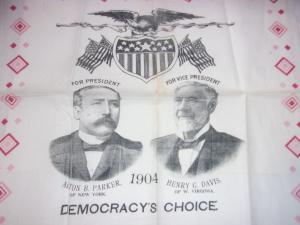 FOR PRESIDENT
FOR VICE PRESIDENT
ALTON B. PARKER,
OF NEW YORK.
1904
HENRY G. DAVIS,
OF W. VIRGINIA.
DEMOCRACY'S CHOICE.